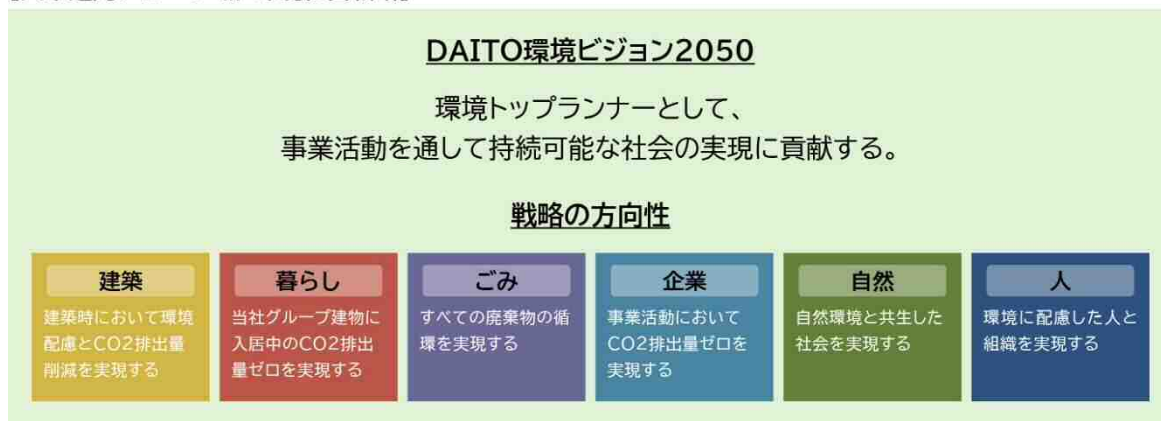 DAITO環境ビジョン2050
環境トップランナーとして、
事業活動を通して持続可能な社会の実現に貢献する。
戦略の方向性
建築
建築時において環境
配慮とCO2排出量
削減を実現する
暮らし
当社グループ建物に
入居中のCO2排出
量ゼロを実現する
ごみ
すべての廃棄物の循
環を実現する
企業
事業活動において
CO2排出量ゼロを
実現する
自然
自然環境と共生した
社会を実現する
人
環境に配慮した人と
組織を実現する